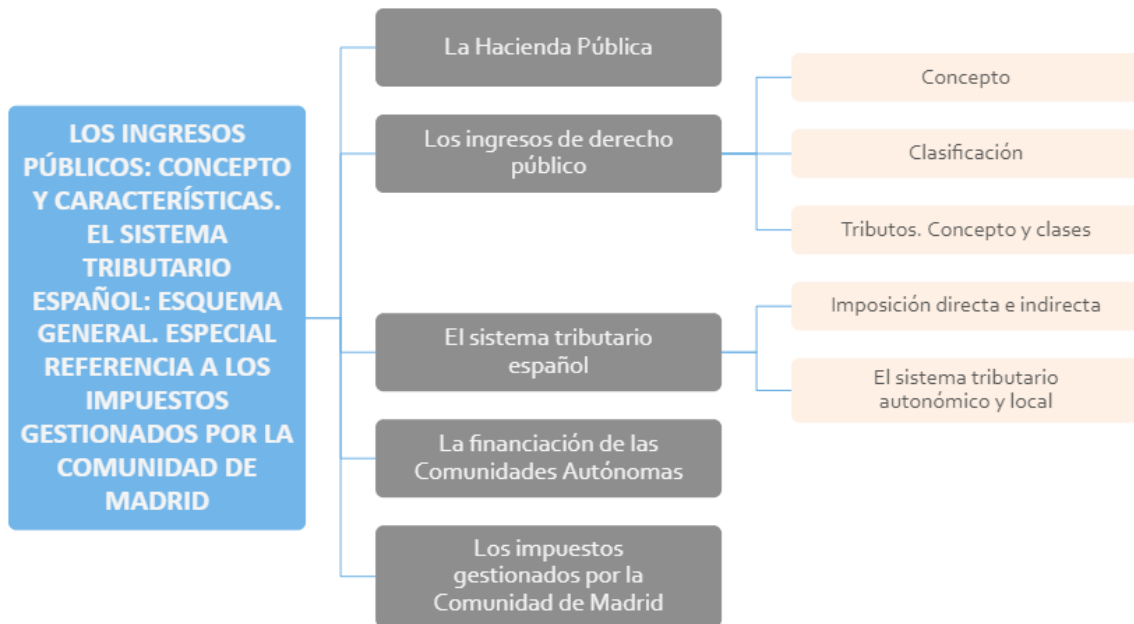 LOS INGRESOS
PÚBLICOS: CONCEPTO
Y CARACTERÍSTICAS.
EL SISTEMA
TRIBUTARIO
ESPAÑOL: ESQUEMA
GENERAL. ESPECIAL
REFERENCIA A LOS
IMPUESTOS
GESTIONADOS POR LA
COMUNIDAD DE
MADRID
La Hacienda Pública
Los ingresos de derecho
público
Concepto
Clasificación
Tributos. Concepto y clases
El sistema tributario
español
Imposición directa e indirecta
El sistema tributario
autonómico y local
La financiación de las
Comunidades Autónomas
Los impuestos
gestionados por la
Comunidad de Madrid